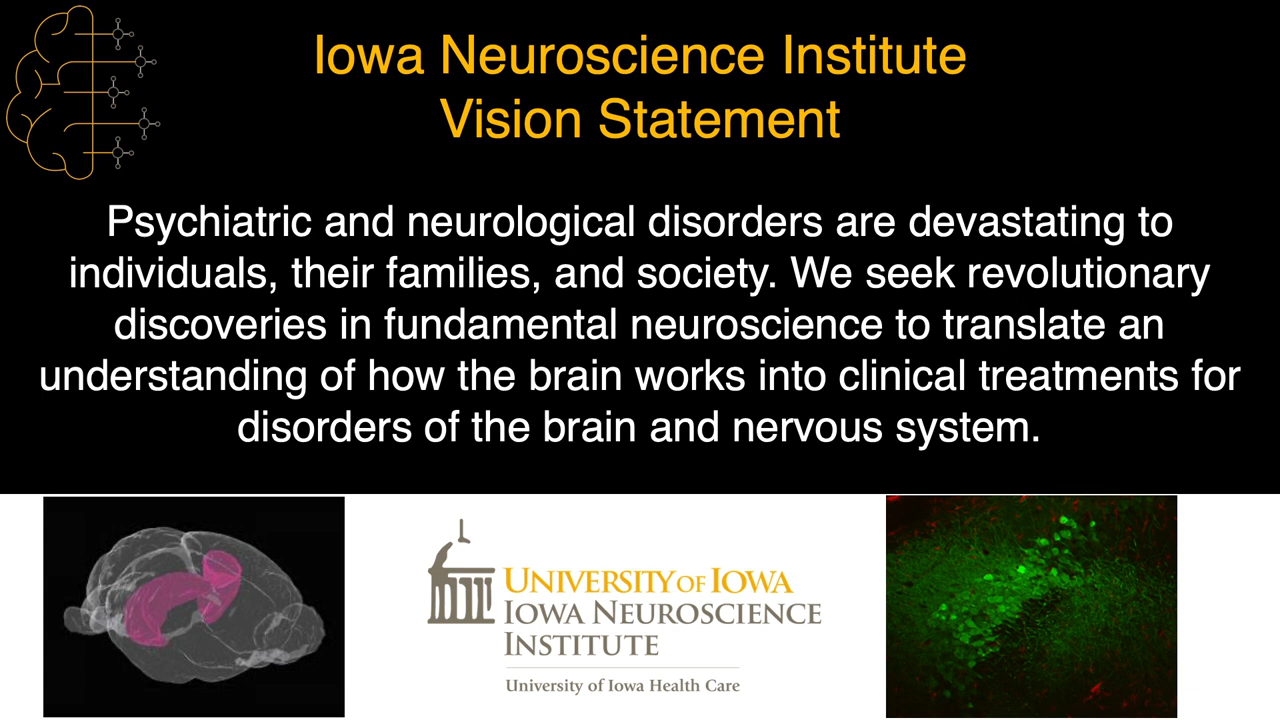 Iowa Neuroscience Institute
Vision Statement
Psychiatric and neurological disorders are devastating to
individuals, their families, and society. We seek revolutionary
discoveries in fundamental neuroscience to translate an
understanding of how the brain works into clinical treatments for
disorders of the brain and nervous system.
UNIVERSITY OF IOWA
IOWA NEUROSCIENCE
INSTITUTE
University of Iowa Health Care